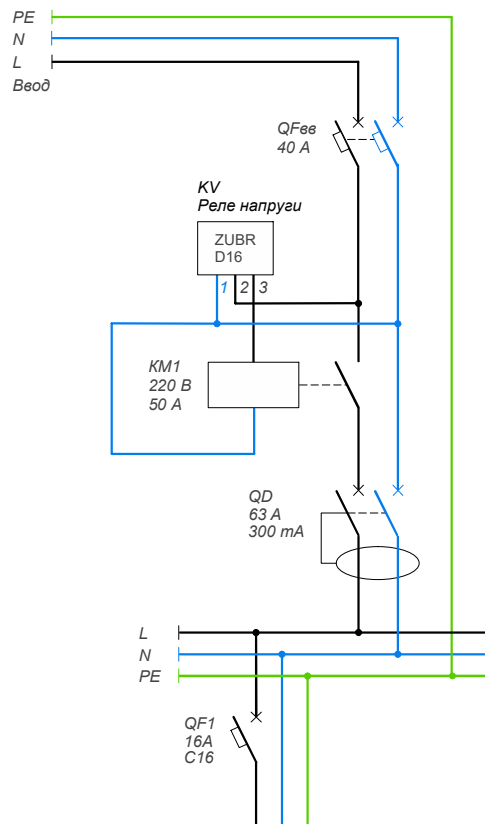 PE
N
L
Ввод
QFвв
40 A
KV
Реле напруги
ZUBR
D16
1 2 3
КМ1
220 В
50 А
QD
63 А
300 mA
L
N
PE
QF1
16A
C16